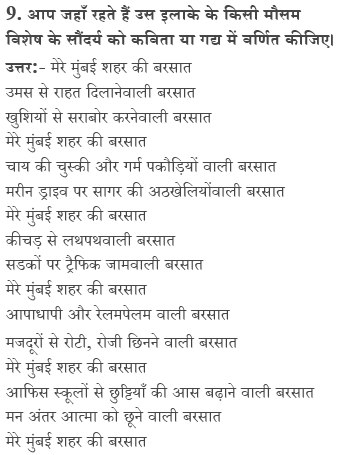 9. आप जहाँ रहते हैं उस इलाके के किसी मौसम
विशेष के सौंदर्य को कविता या गद्य में वर्णित कीजिए।
उत्तर:- मेरे मुंबई शहर की बरसात
उमस से राहत दिलानेवाली बरसात
खुशियों से सराबोर करनेवाली बरसात
मेरे मुंबई शहर की बरसात
चाय की चुस्की और गर्म पकौड़ियों वाली बरसात
मरीन ड्राइव पर सागर की अठखेलियोंवाली बरसात
मेरे मुंबई शहर की बरसात
कीचड़ से लथपथवाली बरसात
सडकों पर ट्रैफिक जामवाली बरसात
मेरे मुंबई शहर की बरसात
आपाधापी और रेलमपेलम वाली बरसात
मजदूरों से रोटी, रोजी छिनने वाली बरसात
मेरे मुंबई शहर की बरसात
आफिस स्कूलों से छुट्टियाँ की आस बढ़ाने वाली बरसात
मन अंतर आत्मा को छूने वाली बरसात
मेरे मुंबई शहर की बरसात